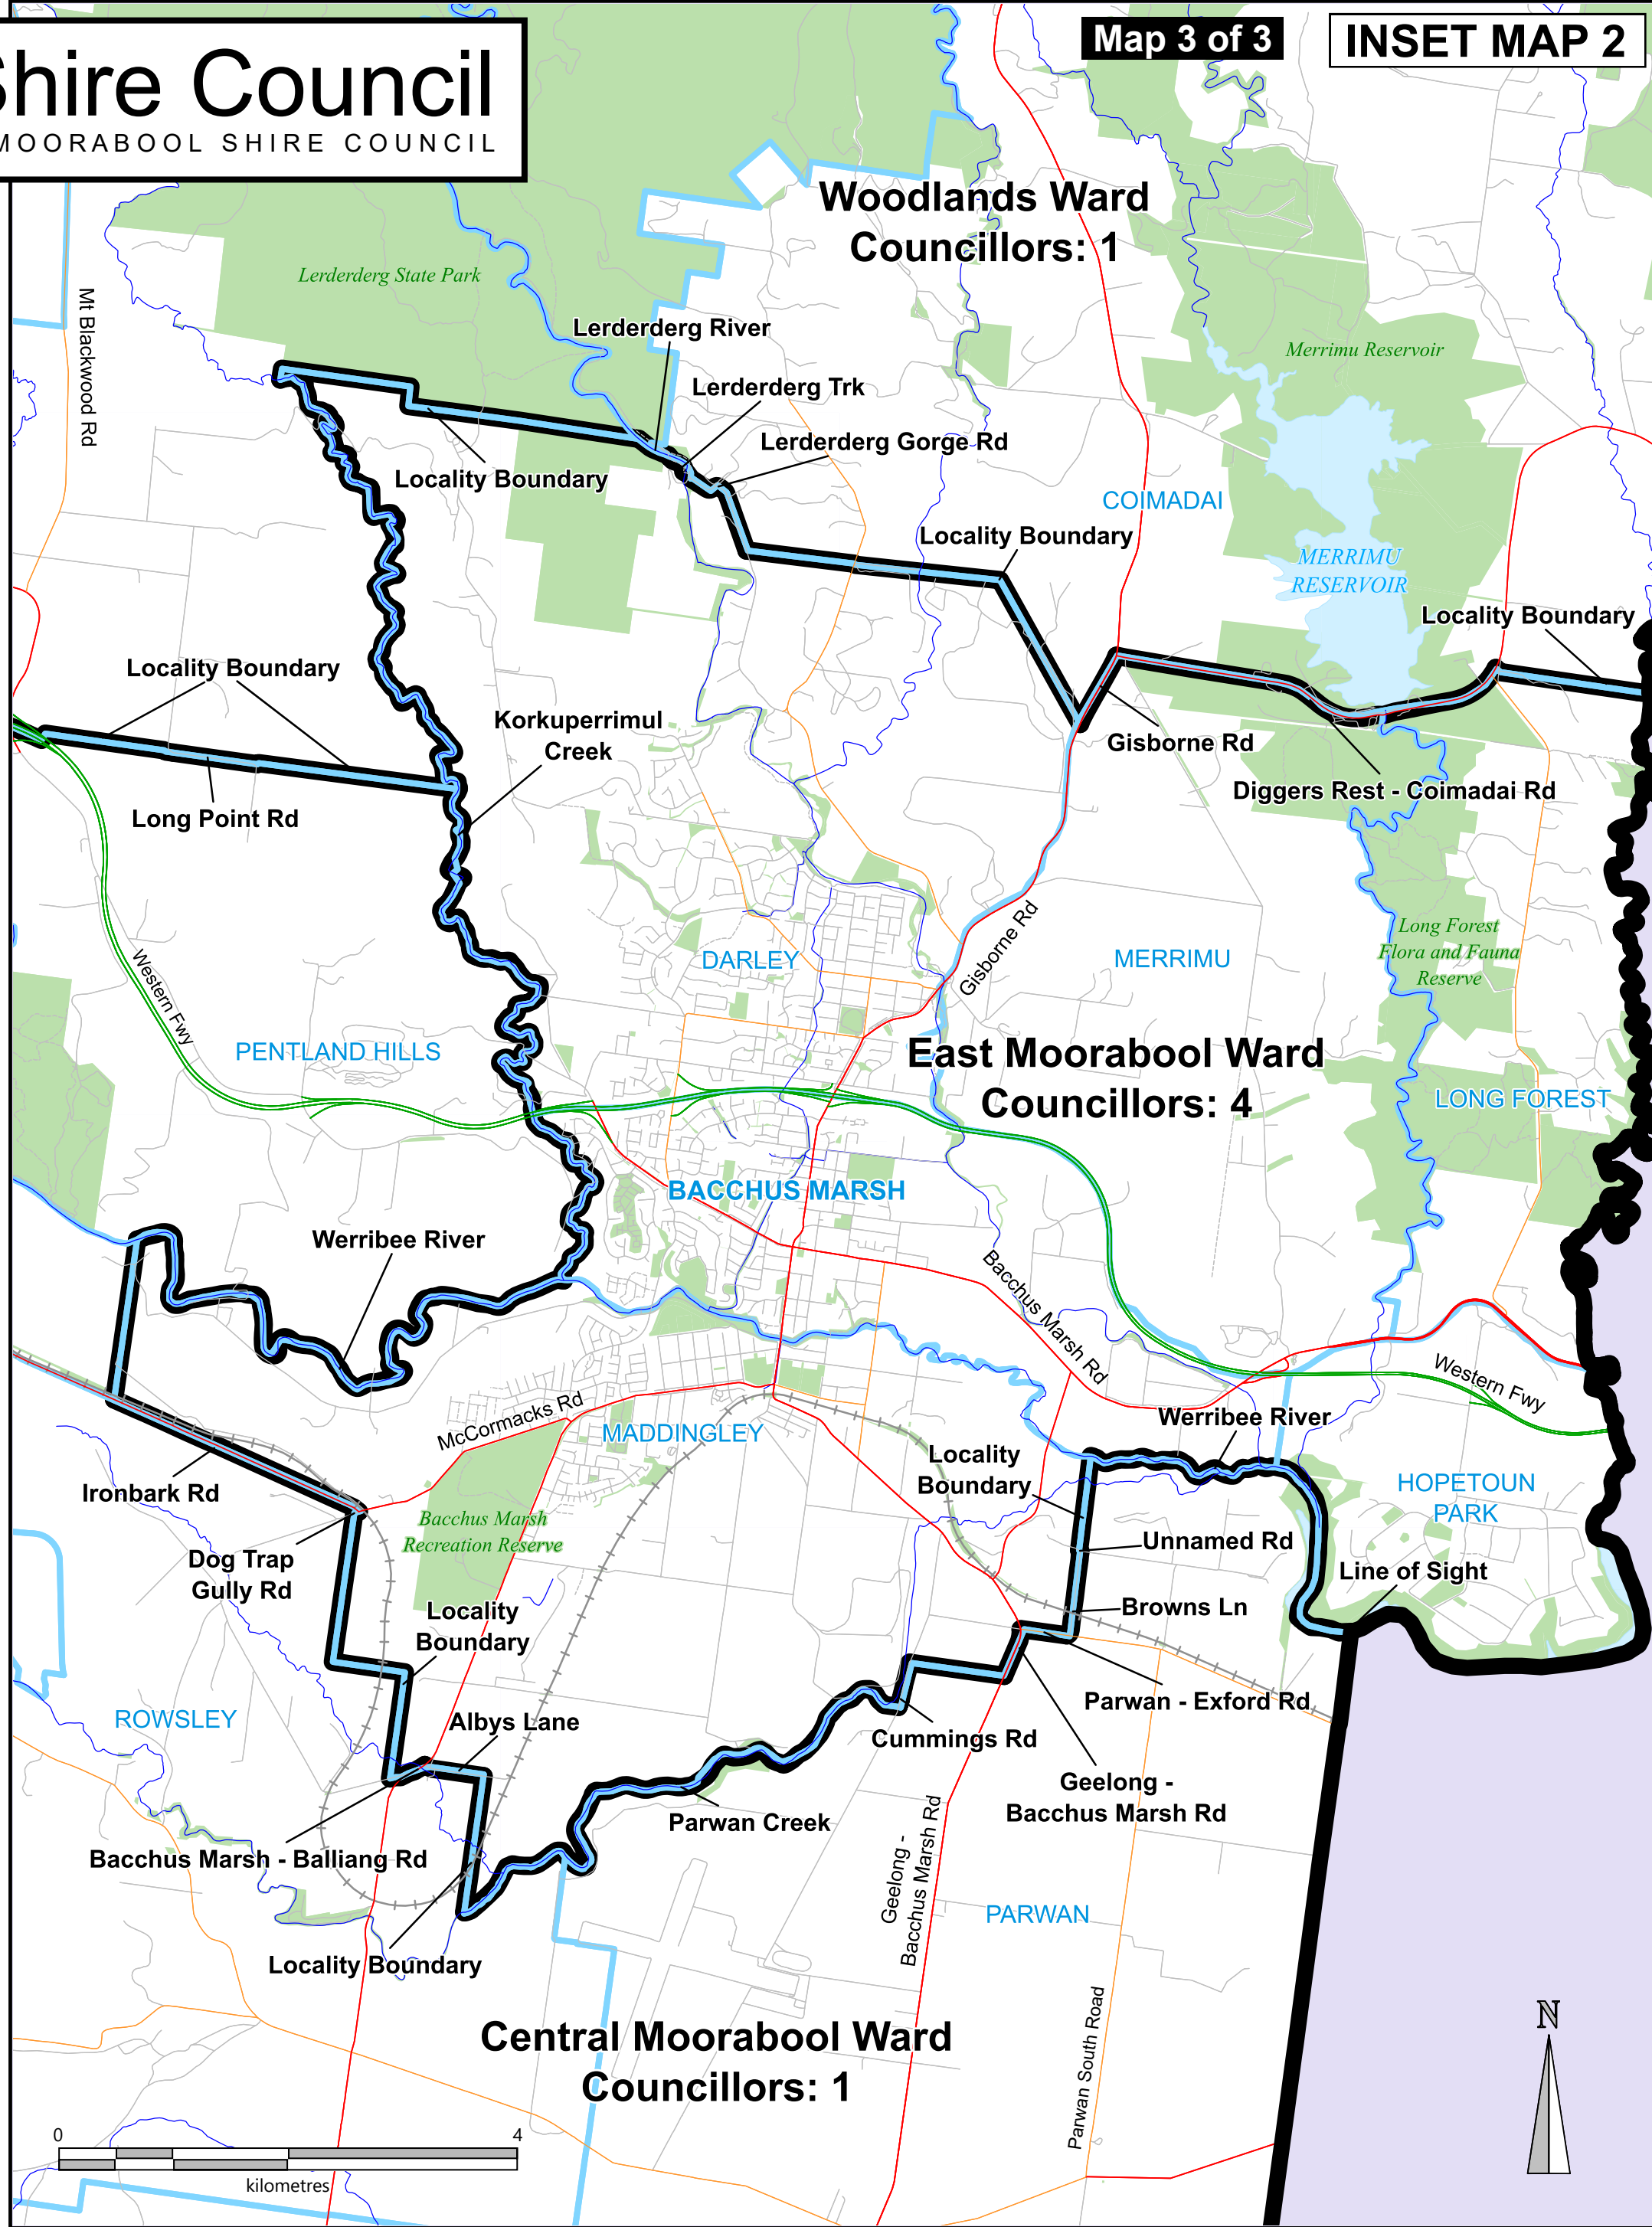 Shire Council
MOORABOOL SHIRE COUNCIL
Map 3 of 3
INSET MAP 2
Woodlands Ward
Councillors: 1
Lerderderg State Park
Mt Blackwood Rd
Lerderderg River
Merrimu Reservoir
Lerderderg Trk
Lerderderg Gorge Rd
Locality Boundary
COIMADAI
Locality Boundary
MERRIMU
RESERVOIR
Locality Boundary
Locality Boundary
Korkuperrimul
Creek
Gisborne Rd
Diggers Rest - Coimadai Rd
Long Point Rd
Gisborne Rd
Long Forest
Flora and Fauna
Reserve
DARLEY
MERRIMU
Western Fwy
PENTLAND HILLS
East Moorabool Ward
Councillors: 4
LONG FOREST
BACCHUS MARSH
Werribee River
Bacchus Marsh Rd
Western Fwy
McCormacks Rd
MADDINGLEY
Werribee River
Locality
Boundary
HOPETOUN
PARK
Ironbark Rd
Bacchus Marsh
Recreation Reserve
Unnamed Rd
Dog Trap
Gully Rd
Line of Sight
Locality
Boundary
Browns Ln
Parwan - Exford Rd
ROWSLEY
Albys Lane
Cummings Rd
Geelong -
Bacchus Marsh Rd
Parwan Creek
Geelong -
Bacchus Marsh Rd
Bacchus Marsh - Balliang Rd
PARWAN
Locality Boundary
Parwan South Road
Central Moorabool Ward
Councillors: 1
N
0 4
kilometres